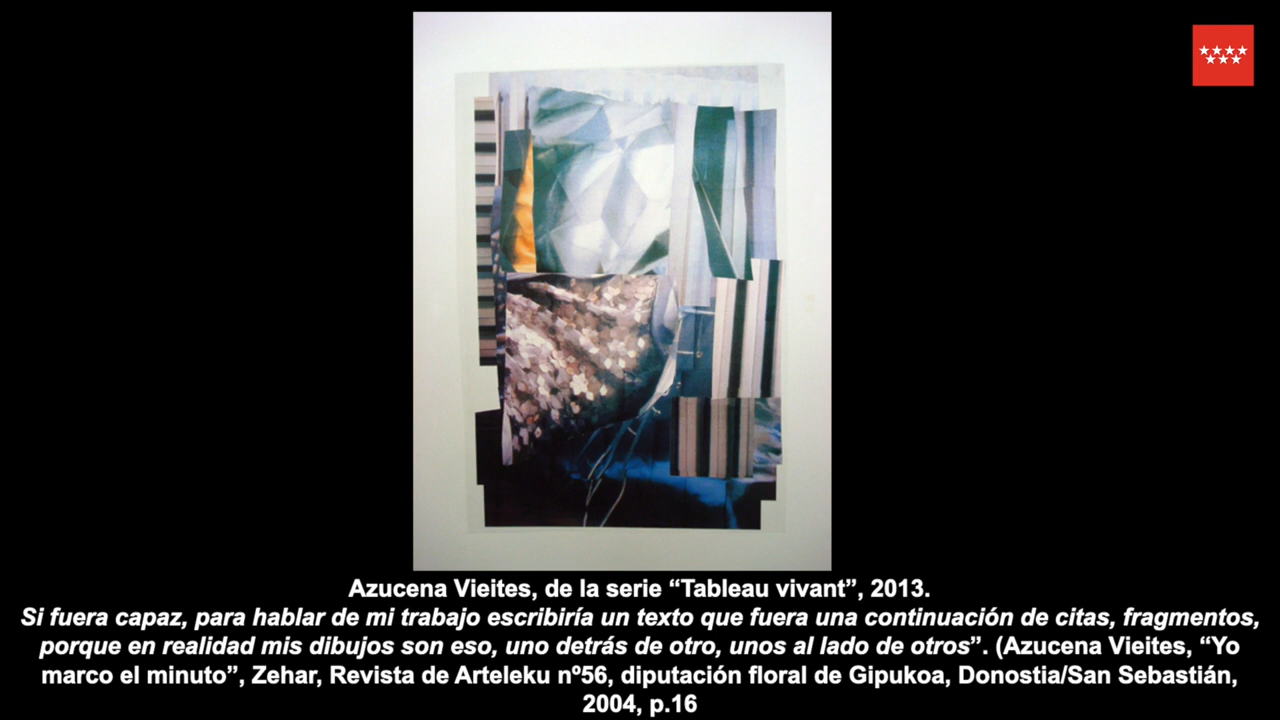 Azucena Vieites, de la serie “Tableau vivant”, 2013.
Si fuera capaz, para hablar de mi trabajo escribiría un texto que fuera una continuación de citas, fragmentos,
porque en realidad mis dibujos son eso, uno detrás de otro, unos al lado de otros”. (Azucena Vieites, “Yo
marco el minuto”, Zehar, Revista de Arteleku nº56, diputación floral de Gipukoa, Donostia/San Sebastián,
2004, p.16